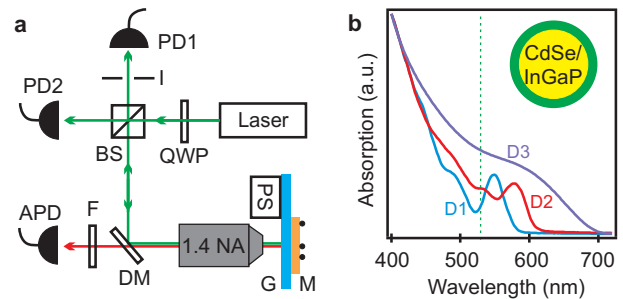 a
PD1
I
PD2
BS
QWP
Laser
PS
APD
F
DM
1.4 NA
G
M
b
CdSe/
InGaP
D3
D1
D2
Absorption (a.u.)
400
500
600
700
Wavelength (nm)